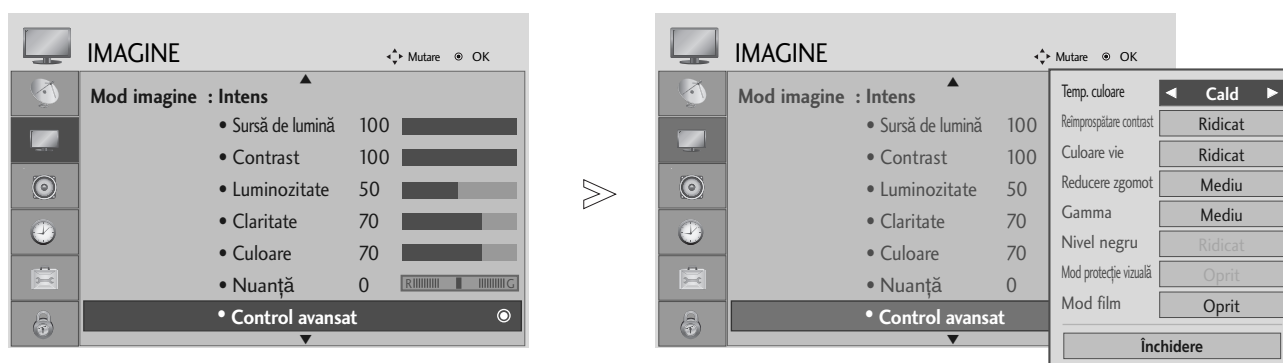 IMAGINE
Mutare OK
Mod imagine : Intens
• Sursă de lumină 100
• Contrast 100
• Luminozitate 50
• Claritate 70
• Culoare 70
• Nuanţă 0 R G
• Control avansat
IMAGINE
Mutare OK
Mod imagine : Intens
• Sursă de lumină 100
• Contrast 100
• Luminozitate 50
• Claritate 70
• Culoare 70
• Nuanţă 0
• Control avansat
Temp. culoare Cald
Reîmprospătare contrast Ridicat
Culoare vie Ridicat
Reducere zgomot Mediu
Gamma Mediu
Nivel negru Ridicat
Mod protecţie vizuală Oprit
Mod film Oprit
Închidere